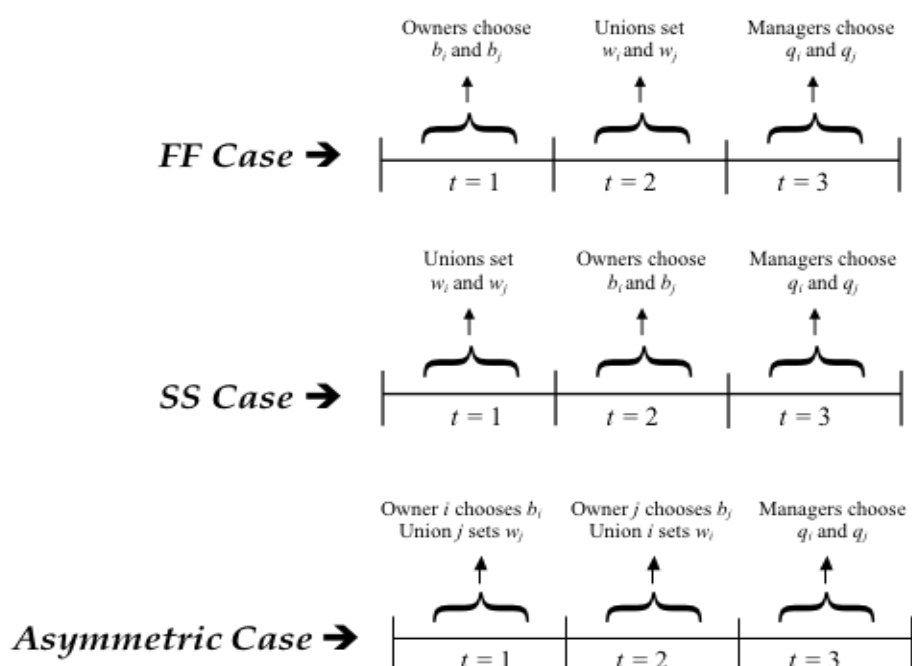 Owners choose
b_i and b_j
Unions set
w_i and w_j
Managers choose
q_i and q_j
FF Case ➔
t = 1
t = 2
t = 3
Unions set
w_i and w_j
Owners choose
b_i and b_j
Managers choose
q_i and q_j
SS Case ➔
t = 1
t = 2
t = 3
Owner i chooses b_i
Union j sets w_j
Owner j chooses b_j
Union i sets w_i
Managers choose
q_i and q_j
Asymmetric Case ➔
t = 1
t = 2
t = 3